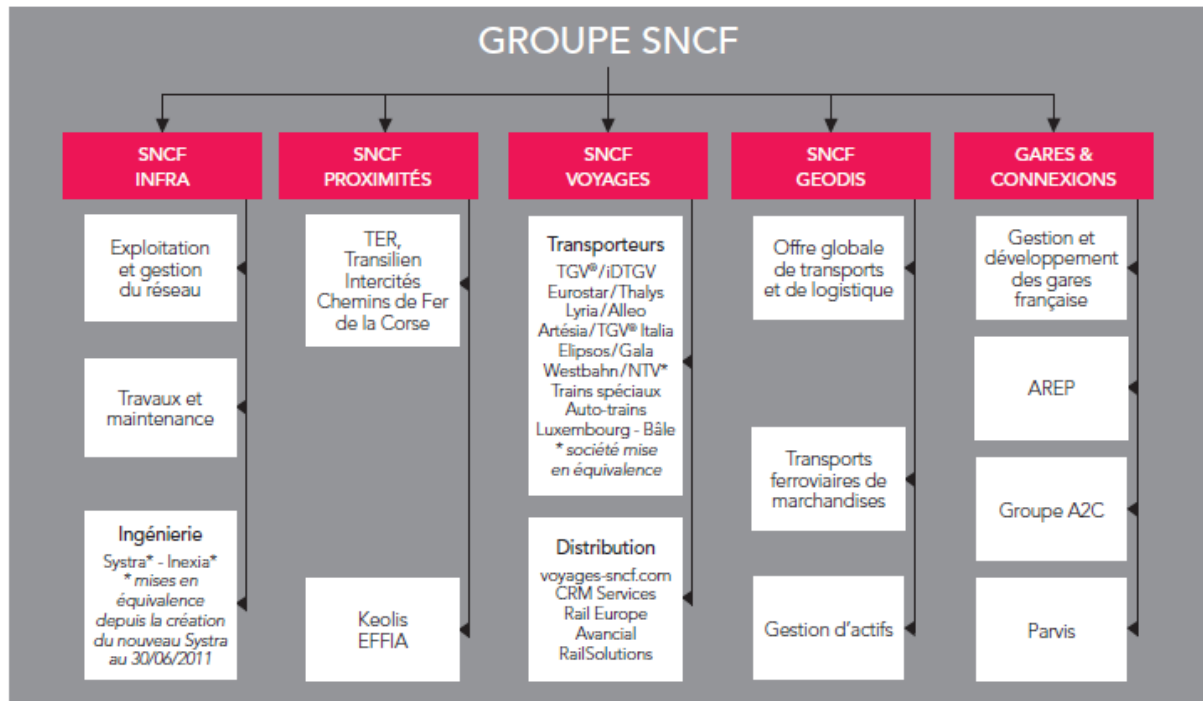 GROUPE SNCF
SNCF
INFRA
Exploitation
et gestion
du réseau
Travaux et
maintenance
Ingénierie
Systra* - Inexia*
* mises en
équivalence
depuis la création
du nouveau Systra
au 30/06/2011
SNCF
PROXIMITÉS
TER,
Transilien
Intercités
Chemins de Fer
de la Corse
Keolis
EFFIA
SNCF
VOYAGES
Transporteurs
TGV®/iDTGV
Eurostar/Thalys
Lyria/Alleo
Artésia/TGV® Italia
Elipsos/Gala
Westbahn/NTV*
Trains spéciaux
Auto-trains
Luxembourg - Bâle
* société mise
en équivalence
Distribution
voyages-sncf.com
CRM Services
Rail Europe
Avancial
RailSolutions
SNCF
GEODIS
Offre globale
de transports
et de logistique
Transports
ferroviaires de
marchandises
Gestion d'actifs
GARES &
CONNEXIONS
Gestion et
développement
des gares
française
AREP
Groupe A2C
Parvis